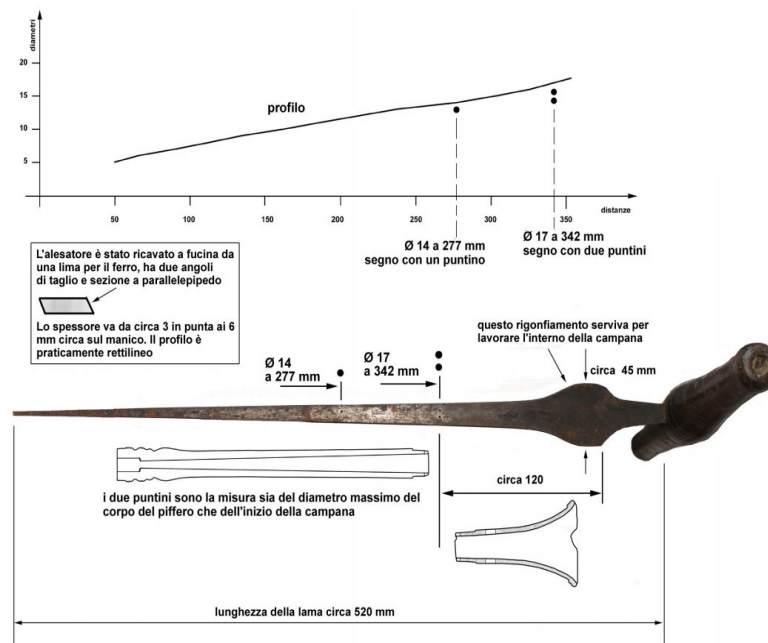 diametri
20
15
10
5
profilo
50
100
150
200
250
300
350
distanze
Ø 14 a 277 mm
segno con un puntino
Ø 17 a 342 mm
segno con due puntini
L'alesatore è stato ricavato a fucina da
una lima per il ferro, ha due angoli
di taglio e sezione a parallelepipedo
Lo spessore va da circa 3 in punta ai 6
mm circa sul manico. Il profilo è
praticamente rettilineo
questo rigonfiamento serviva per
lavorare l'interno della campana
Ø 14
a 277 mm
Ø 17
a 342 mm
circa 45 mm
i due puntini sono la misura sia del diametro massimo del
corpo del piffero che dell'inizio della campana
circa 120
lunghezza della lama circa 520 mm